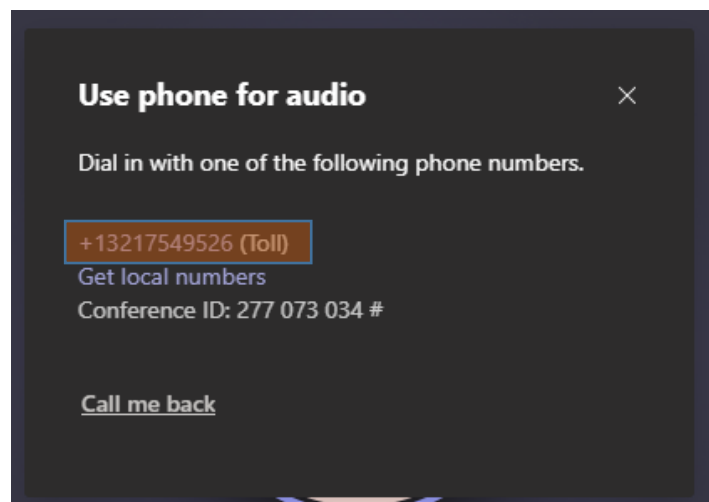 Use phone for audio
Dial in with one of the following phone numbers.
+13217549526 (Toll)
Get local numbers
Conference ID: 277 073 034 #
Call me back